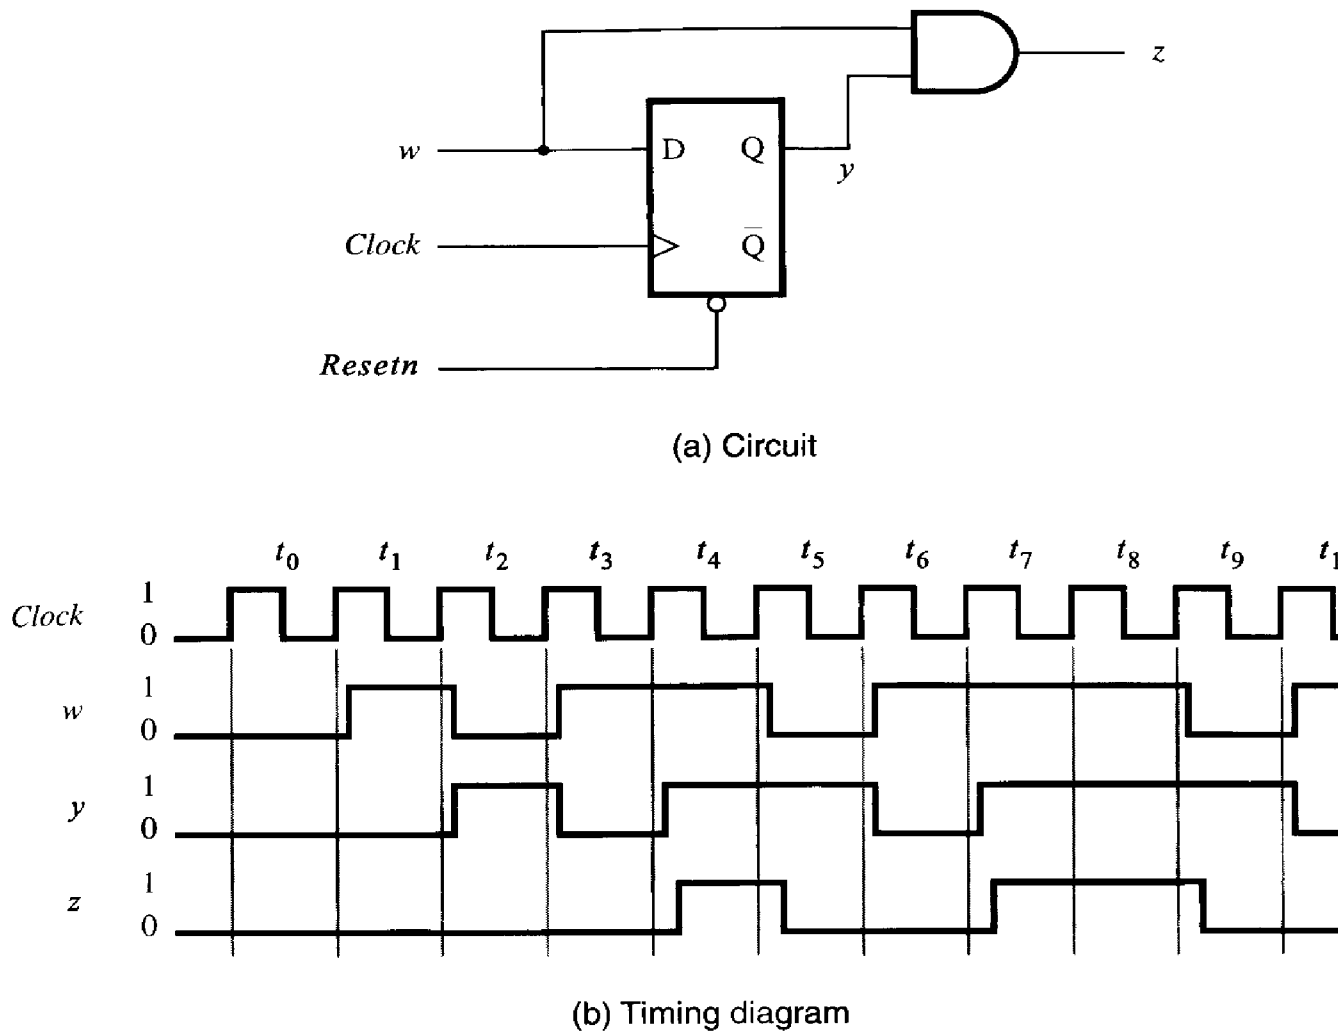 z
w D Q
y
Clock Q̅
Resetn
(a) Circuit
t0 t1 t2 t3 t4 t5 t6 t7 t8 t9 t1
Clock 1
0
w 1
0
y 1
0
z 1
0
(b) Timing diagram